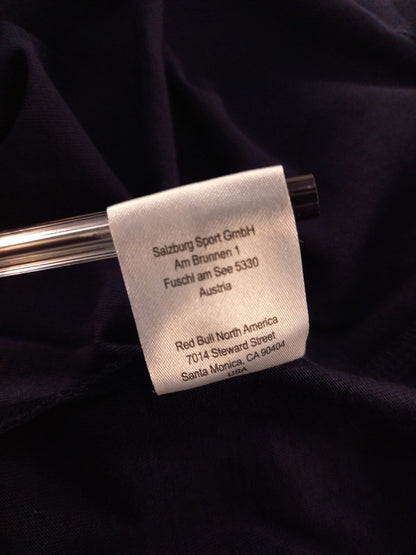 Salzburg Sport GmbH
Am Brunnen 1
Fuschl am See 5330
Austria
Red Bull North America
7014 Steward Street
Santa Monica, CA 90404
USA